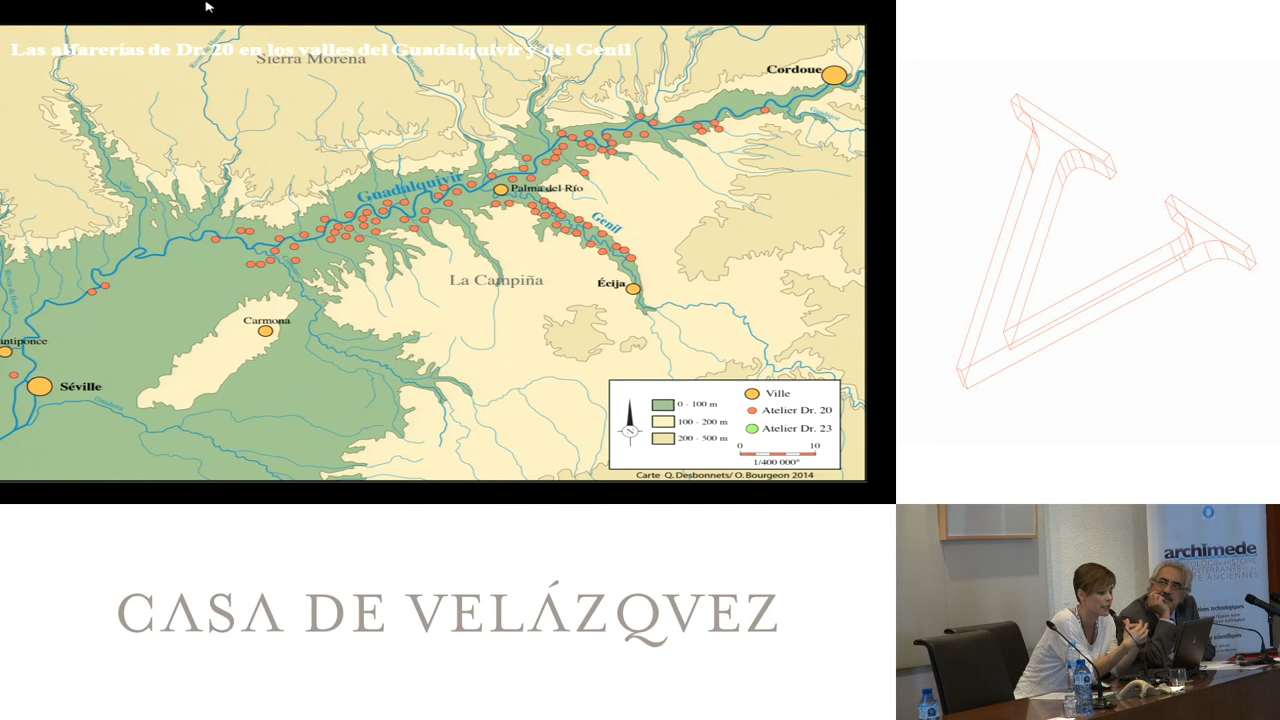 Las alfarerías de Dr. 20 en los valles del Guadalquivir y del Genil
Sierra Morena
Cordoue
Guadalquivir
Palma del Río
Genil
La Campiña
Écija
Carmona
antiponce
Séville
0 - 100 m
100 - 200 m
200 - 500 m
Ville
Atelier Dr. 20
Atelier Dr. 23
N
0 10
1/400 000°
Carte Q. Desbonnets/ O. Bourgeon 2014
CASA DE VELÁZQVEZ
archimede